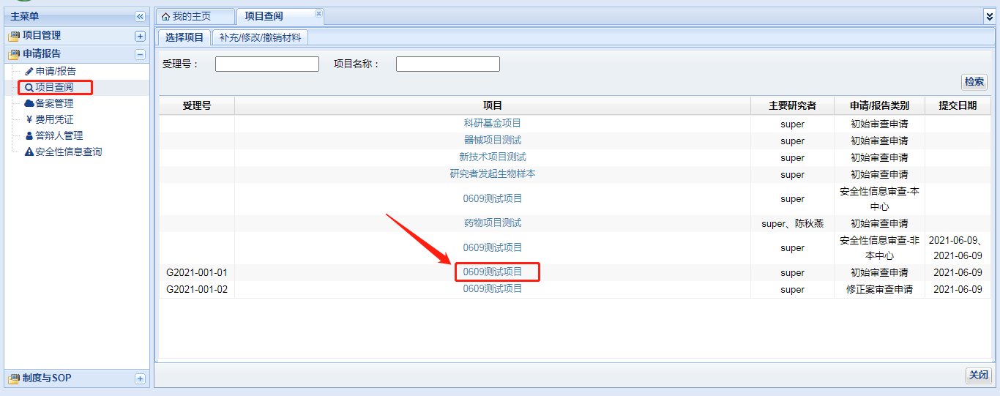 主菜单
项目管理
申请报告
申请/报告
项目查阅
备案管理
¥ 费用凭证
答辩人管理
安全性信息查询
制度与SOP
我的主页
项目查阅
选择项目
补充/修改/撤销材料
受理号：
项目名称：
检索
受理号 项目 主要研究者 申请/报告类别 提交日期
科研基金项目 super 初始审查申请
器械项目测试 super 初始审查申请
新技术项目测试 super 初始审查申请
研究者发起生物样本 super 初始审查申请
0609测试项目 super 安全性信息审查-本
中心
药物项目测试 super、陈秋燕 初始审查申请
0609测试项目 super 安全性信息审查-非 2021-06-09、
本中心 2021-06-09
G2021-001-01 0609测试项目 super 初始审查申请 2021-06-09
G2021-001-02 0609测试项目 super 修正案审查申请 2021-06-09
关闭